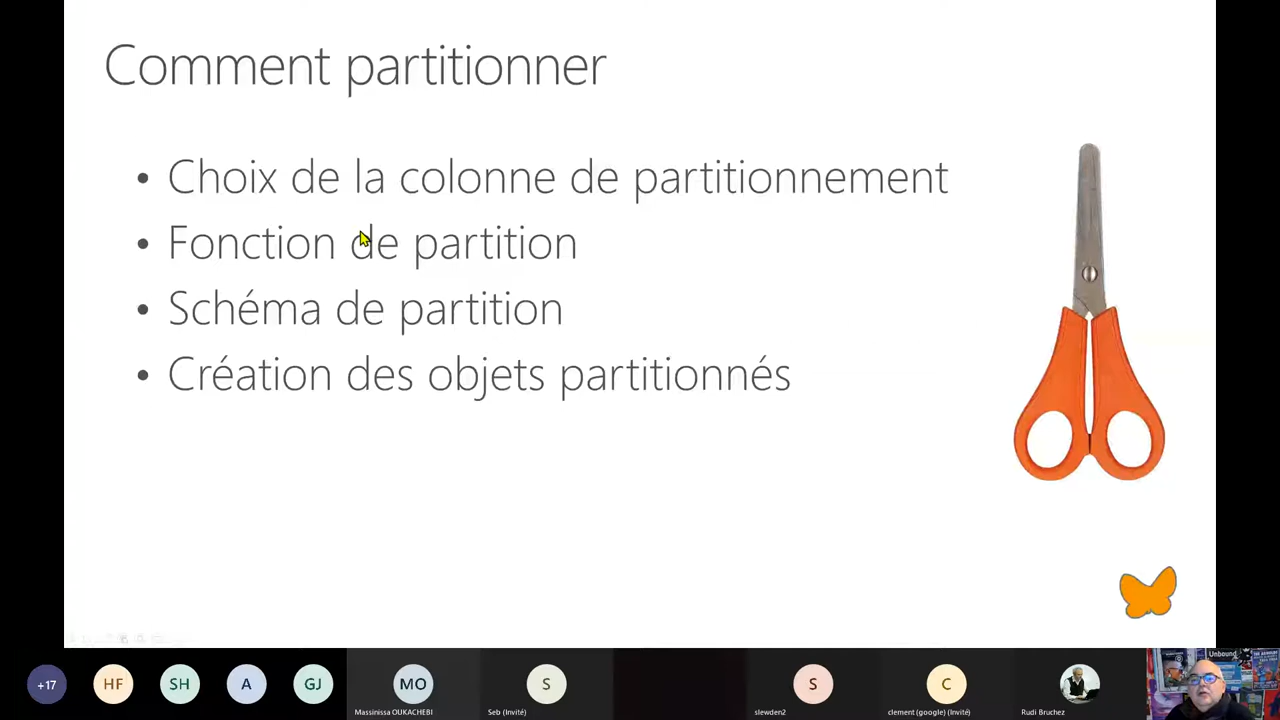 Comment partitionner
• Choix de la colonne de partitionnement
• Fonction de partition
• Schéma de partition
• Création des objets partitionnés
+17
HF
SH
A
GJ
MO
S
S
C
Massinissa OUKACHEBI
Seb (Invité)
slewden2
clement (google) (Invité)
Rudi Bruchez
Unbound